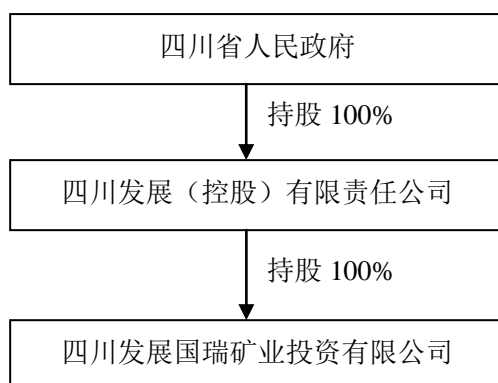 四川省人民政府
持股 100%
四川发展（控股）有限责任公司
持股 100%
四川发展国瑞矿业投资有限公司